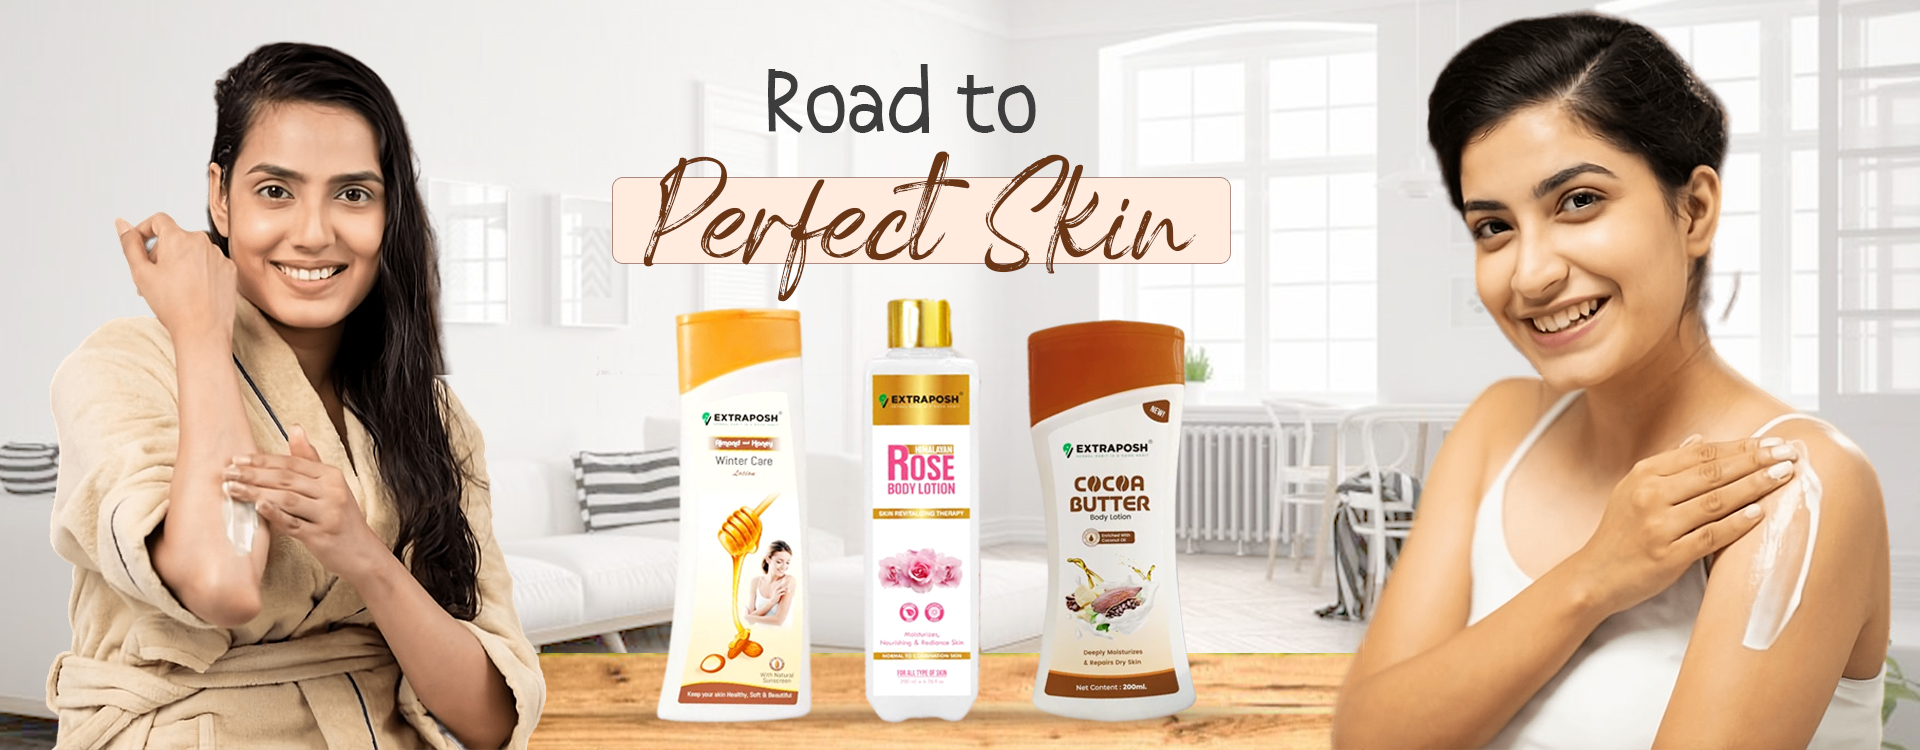 Road to
Perfect Skin
EXTRAPOSH®
Almond and Honey
Winter Care
Lotion
With Natural
Sunscreen
Keep your skin Healthy, Soft & Beautiful
EXTRAPOSH®
HIMALAYAN
ROSE
BODY LOTION
SKIN REVITALIZING THERAPY
Moisturizes,
Nourishing & Radiance Skin
NORMAL TO COMBINATION SKIN
FOR ALL TYPE OF SKIN
NEW!
EXTRAPOSH®
COCOA
BUTTER
Body Lotion
Enriched With
Coconut Oil
Deeply Moisturizes
& Repairs Dry Skin
Net Content : 200ml.